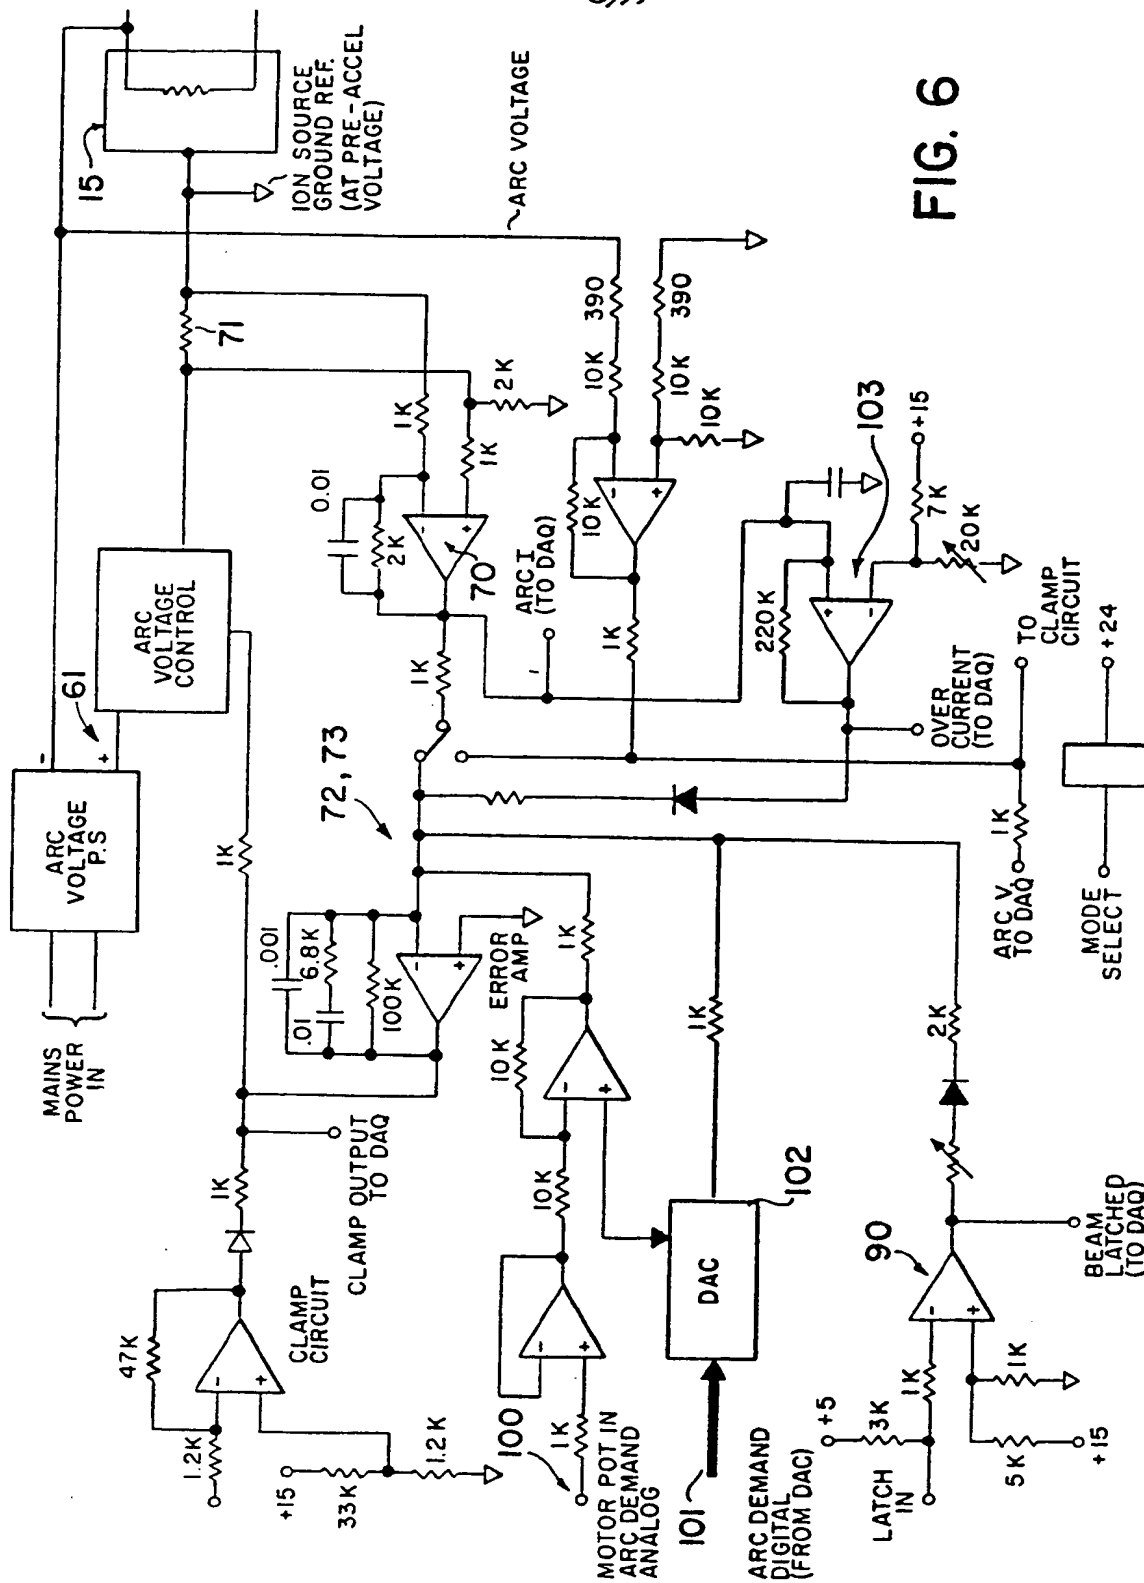 15
ION SOURCE
GROUND REF.
(AT PRE-ACCEL
VOLTAGE)
ARC VOLTAGE
71
ARC
VOLTAGE
CONTROL
61
-
+
ARC
VOLTAGE
P.S
MAINS
POWER
IN
FIG. 6
390
390
10K
10K
10K
2K
1K
1K
0.01
2K
-
+
70
10K
-
+
1K
ARC I
(TO DAQ)
1K
103
+15
7K
20K
220K
+
-
OVER
CURRENT
(TO DAQ)
TO
CLAMP
CIRCUIT
+24
1K
ARC V.
TO DAQ
MODE
SELECT
72, 73
1K
.001
6.8K
.01
100K
-
+
ERROR
AMP
1K
10K
-
+
10K
1K
2K
1K
CLAMP OUTPUT
TO DAQ
47K
-
+
CLAMP
CIRCUIT
1.2K
+15
33K
1.2K
100
-
+
1K
MOTOR POT IN
ARC DEMAND
ANALOG
DAC
102
101
ARC DEMAND
DIGITAL
(FROM DAC)
90
-
+
BEAM
LATCHED
(TO DAQ)
1K
1K
+5
3K
LATCH
IN
5K
+15